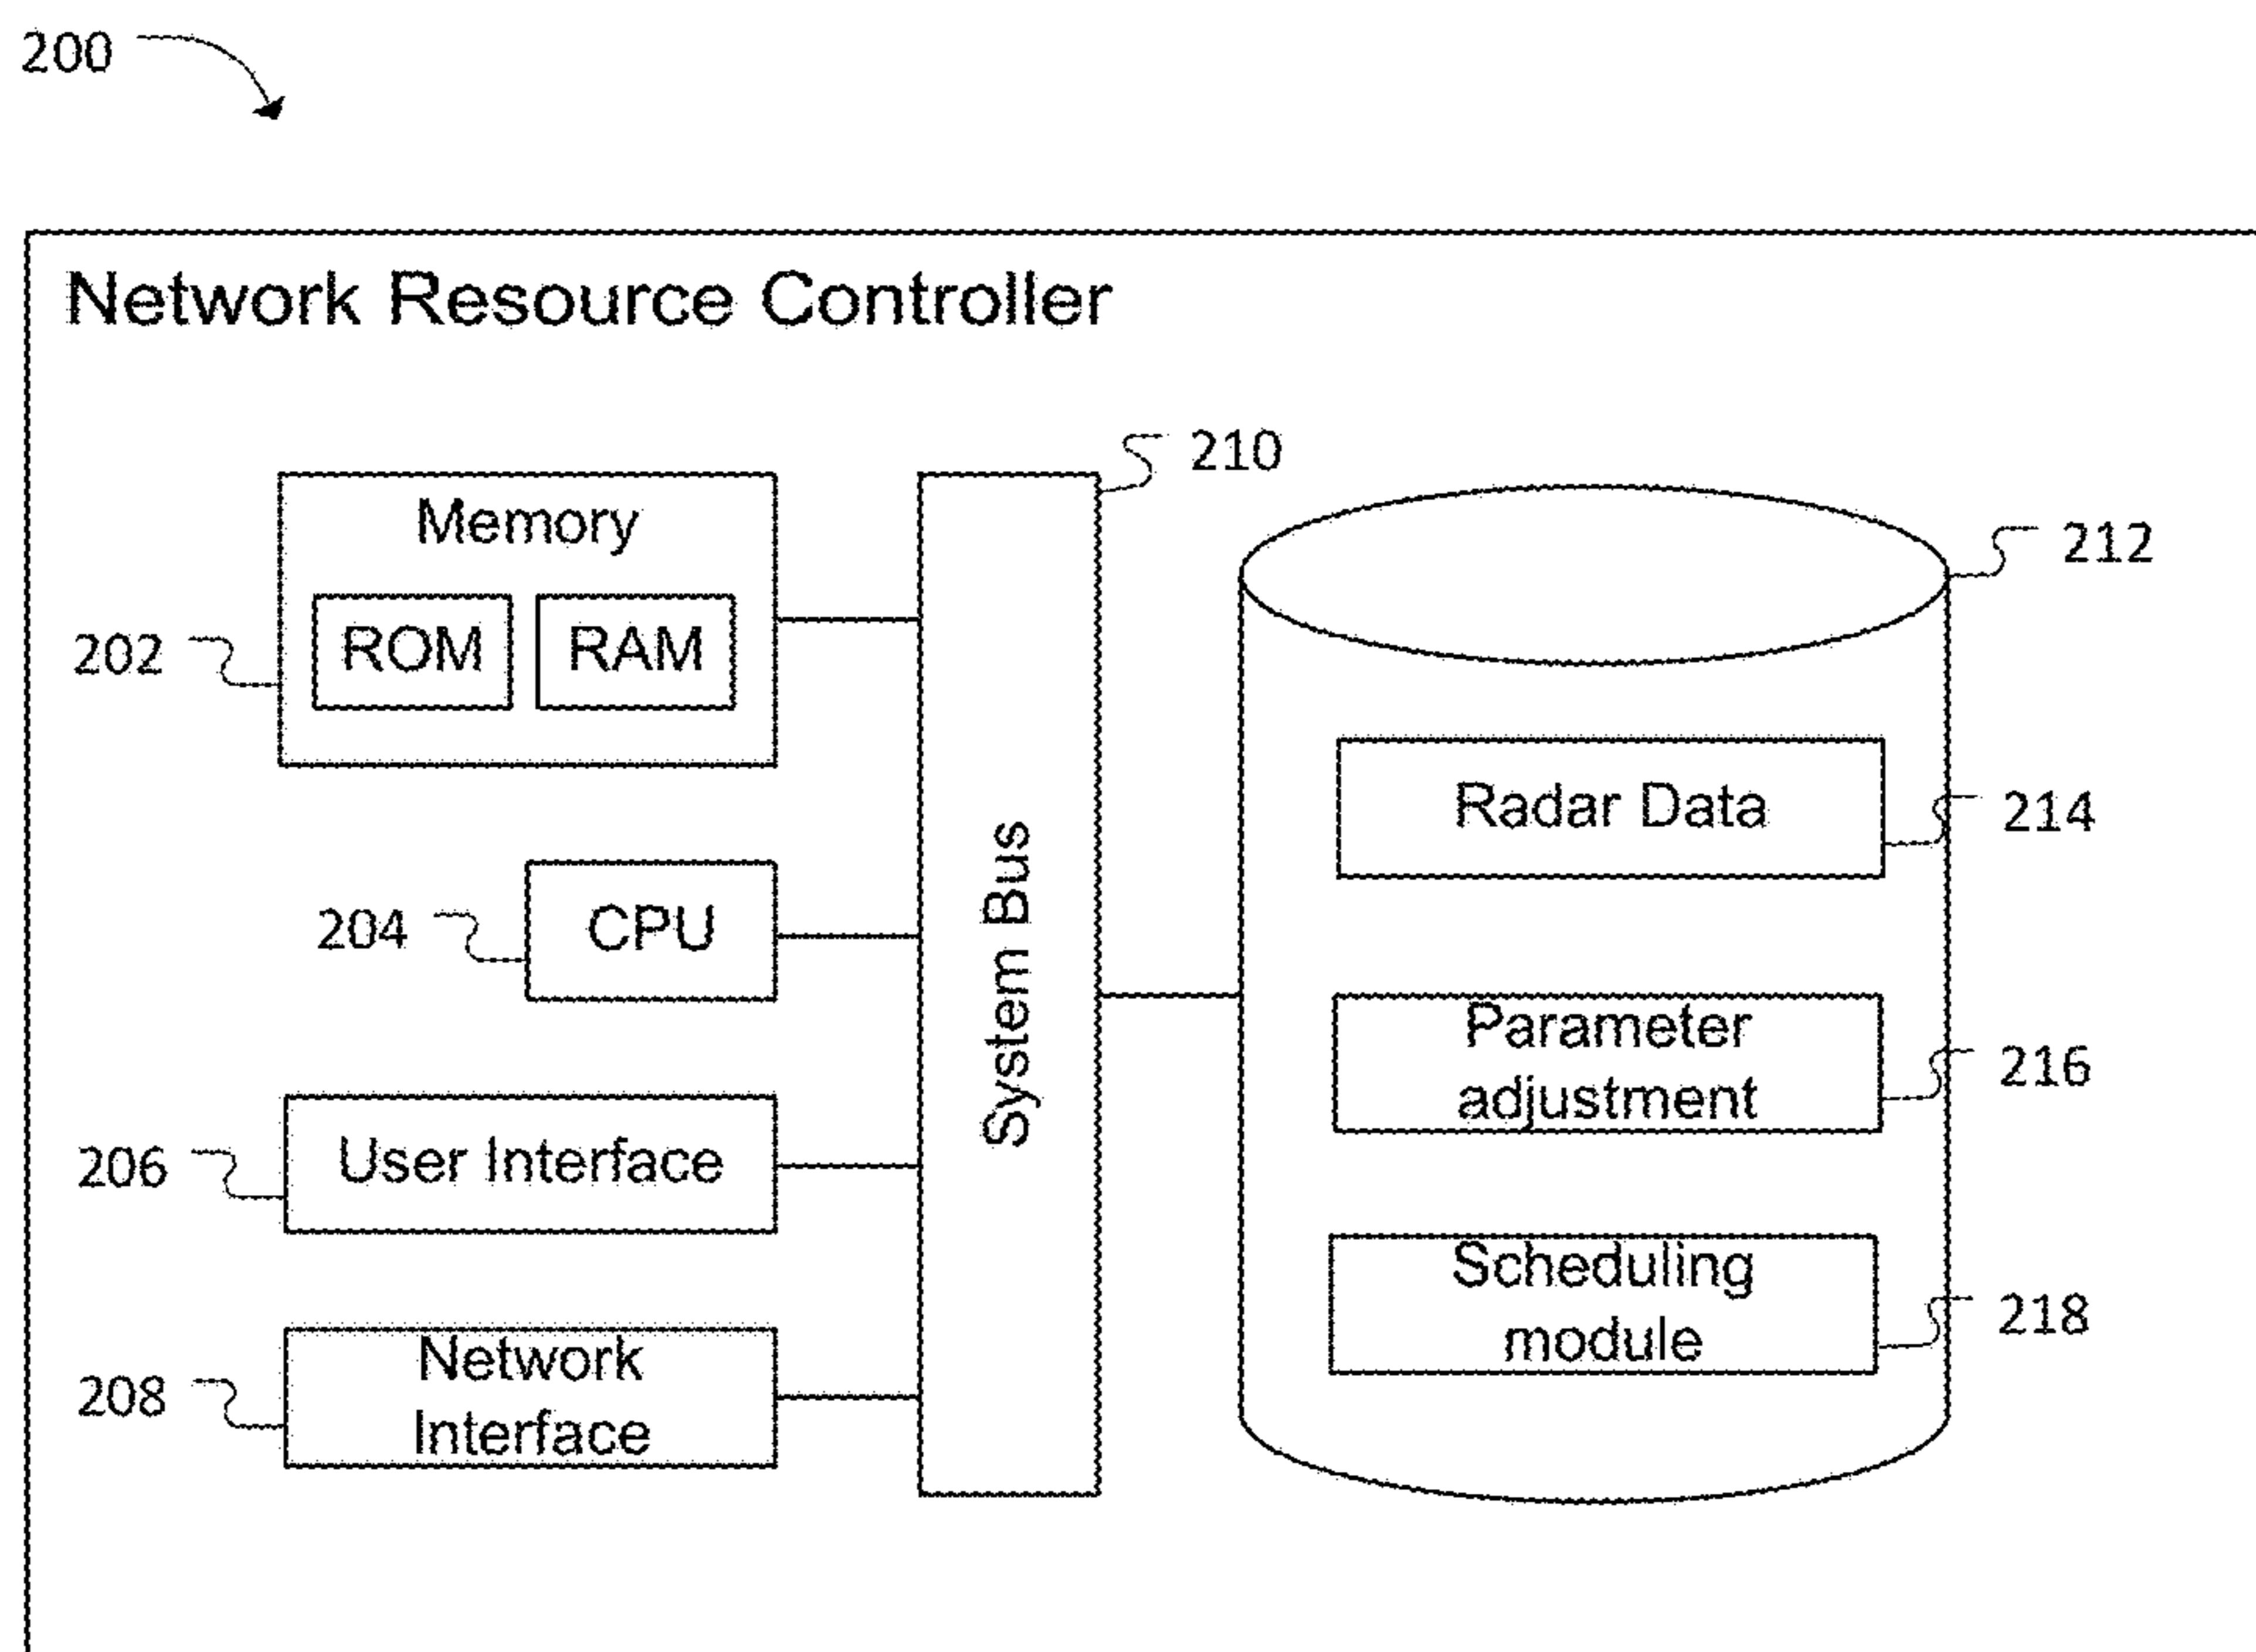 200
Network Resource Controller
210
Memory
212
ROM
RAM
202
Radar Data
214
204
CPU
System Bus
Parameter
adjustment
216
206
User Interface
Scheduling
module
218
208
Network
Interface